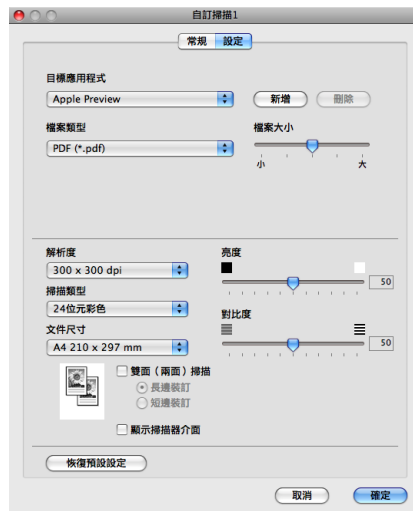 自訂掃描1
常規 設定
目標應用程式
Apple Preview 新增 刪除
檔案類型 檔案大小
PDF (*.pdf)
小 大
解析度 亮度
300 x 300 dpi
50
掃描類型
24位元彩色
對比度
文件尺寸
A4 210 x 297 mm 50
雙面（兩面）掃描
長邊裝訂
短邊裝訂
顯示掃描器介面
恢復預設設定
取消 確定